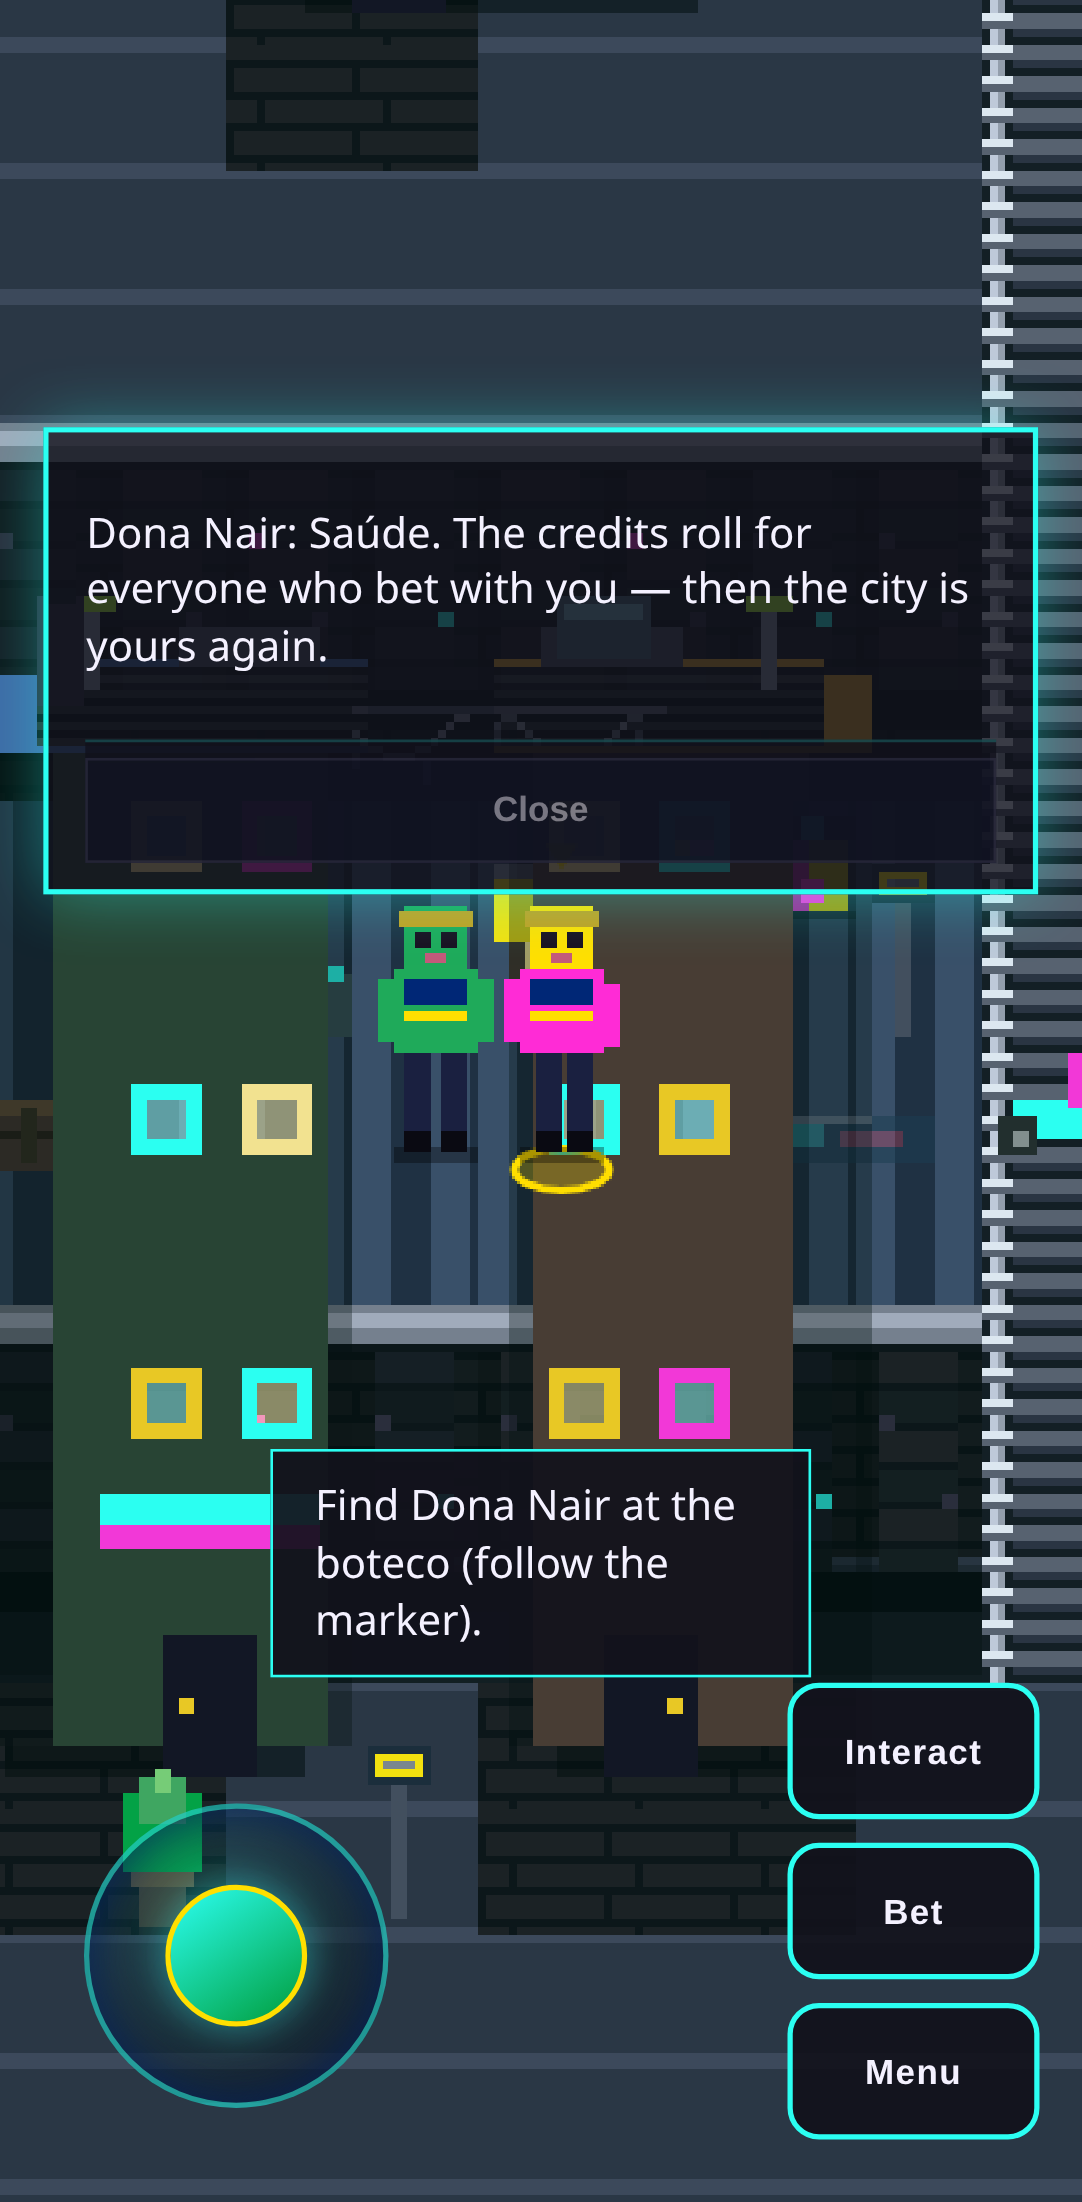 Dona Nair: Saúde. The credits roll for
everyone who bet with you — then the city is
yours again.
Close
Find Dona Nair at the
boteco (follow the
marker).
Interact
Bet
Menu